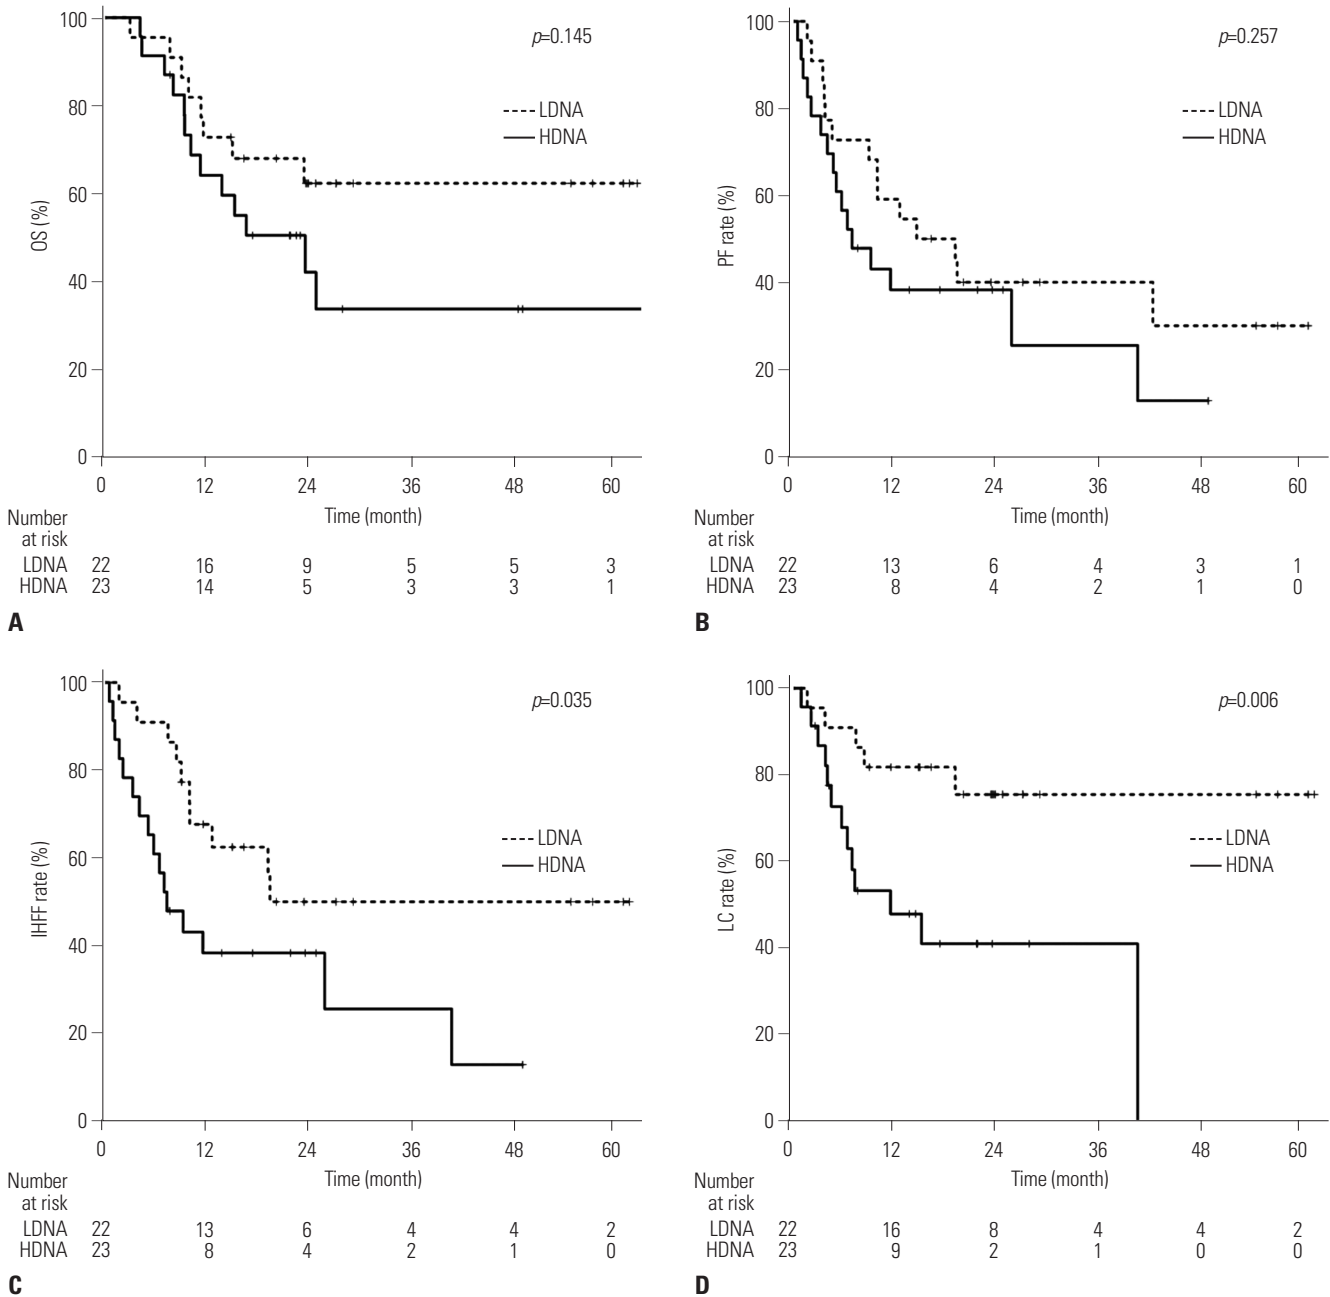 100
80
60
40
20
0
OS (%)
p=0.145
LDNA
HDNA
0 12 24 36 48 60
Time (month)
Number
at risk
LDNA 22 16 9 5 5 3
HDNA 23 14 5 3 3 1
A
100
80
60
40
20
0
PF rate (%)
p=0.257
LDNA
HDNA
0 12 24 36 48 60
Time (month)
Number
at risk
LDNA 22 13 6 4 3 1
HDNA 23 8 4 2 1 0
B
100
80
60
40
20
0
IHFF rate (%)
p=0.035
LDNA
HDNA
0 12 24 36 48 60
Time (month)
Number
at risk
LDNA 22 13 6 4 4 2
HDNA 23 8 4 2 1 0
C
100
80
60
40
20
0
LC rate (%)
p=0.006
LDNA
HDNA
0 12 24 36 48 60
Time (month)
Number
at risk
LDNA 22 16 8 4 4 2
HDNA 23 9 2 1 0 0
D